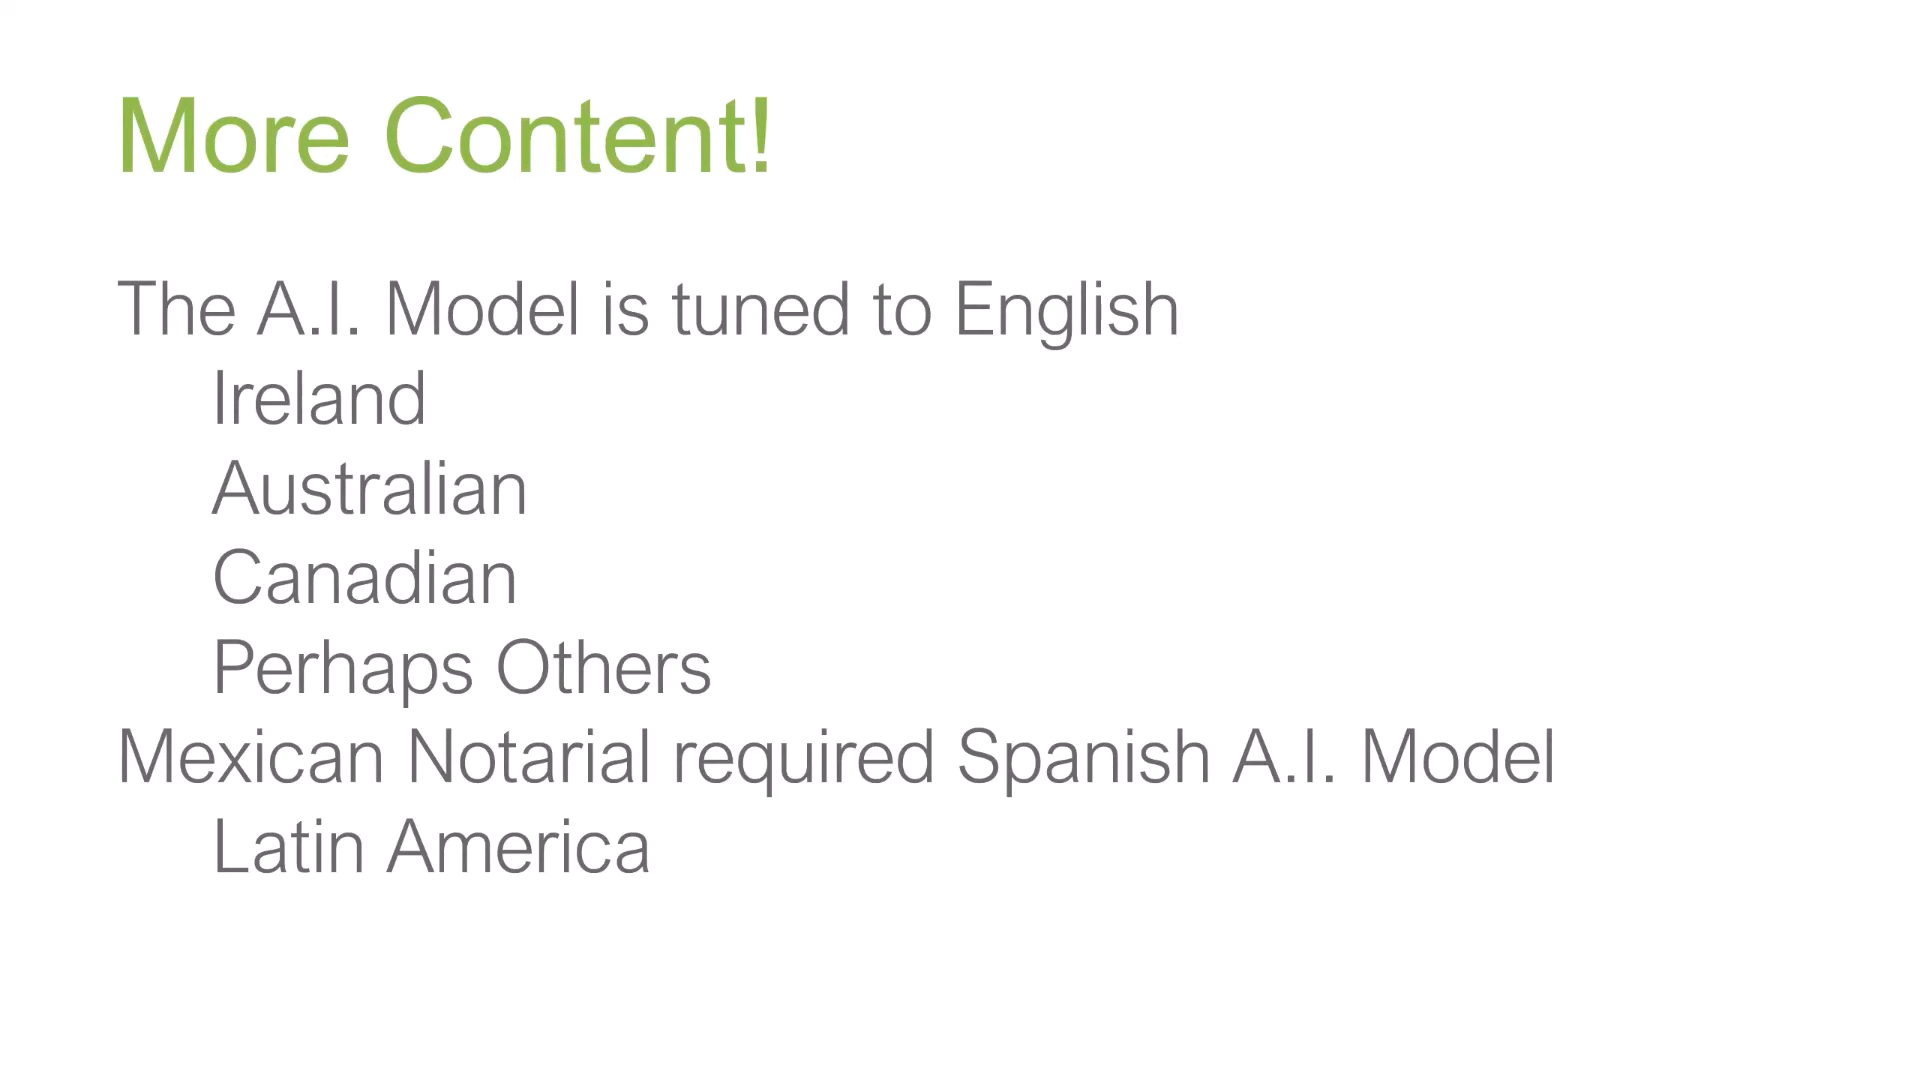 More Content!
The A.I. Model is tuned to English
Ireland
Australian
Canadian
Perhaps Others
Mexican Notarial required Spanish A.I. Model
Latin America